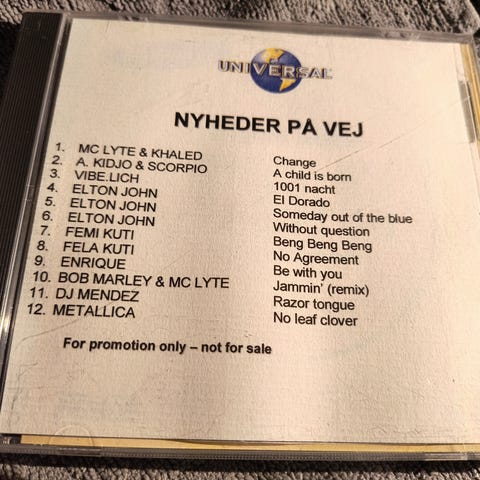 UNIVERSAL
NYHEDER PÅ VEJ
1. MC LYTE & KHALED Change
2. A. KIDJO & SCORPIO A child is born
3. VIBE.LICH 1001 nacht
4. ELTON JOHN El Dorado
5. ELTON JOHN Someday out of the blue
6. ELTON JOHN Without question
7. FEMI KUTI Beng Beng Beng
8. FELA KUTI No Agreement
9. ENRIQUE Be with you
10. BOB MARLEY & MC LYTE Jammin' (remix)
11. DJ MENDEZ Razor tongue
12. METALLICA No leaf clover
For promotion only – not for sale